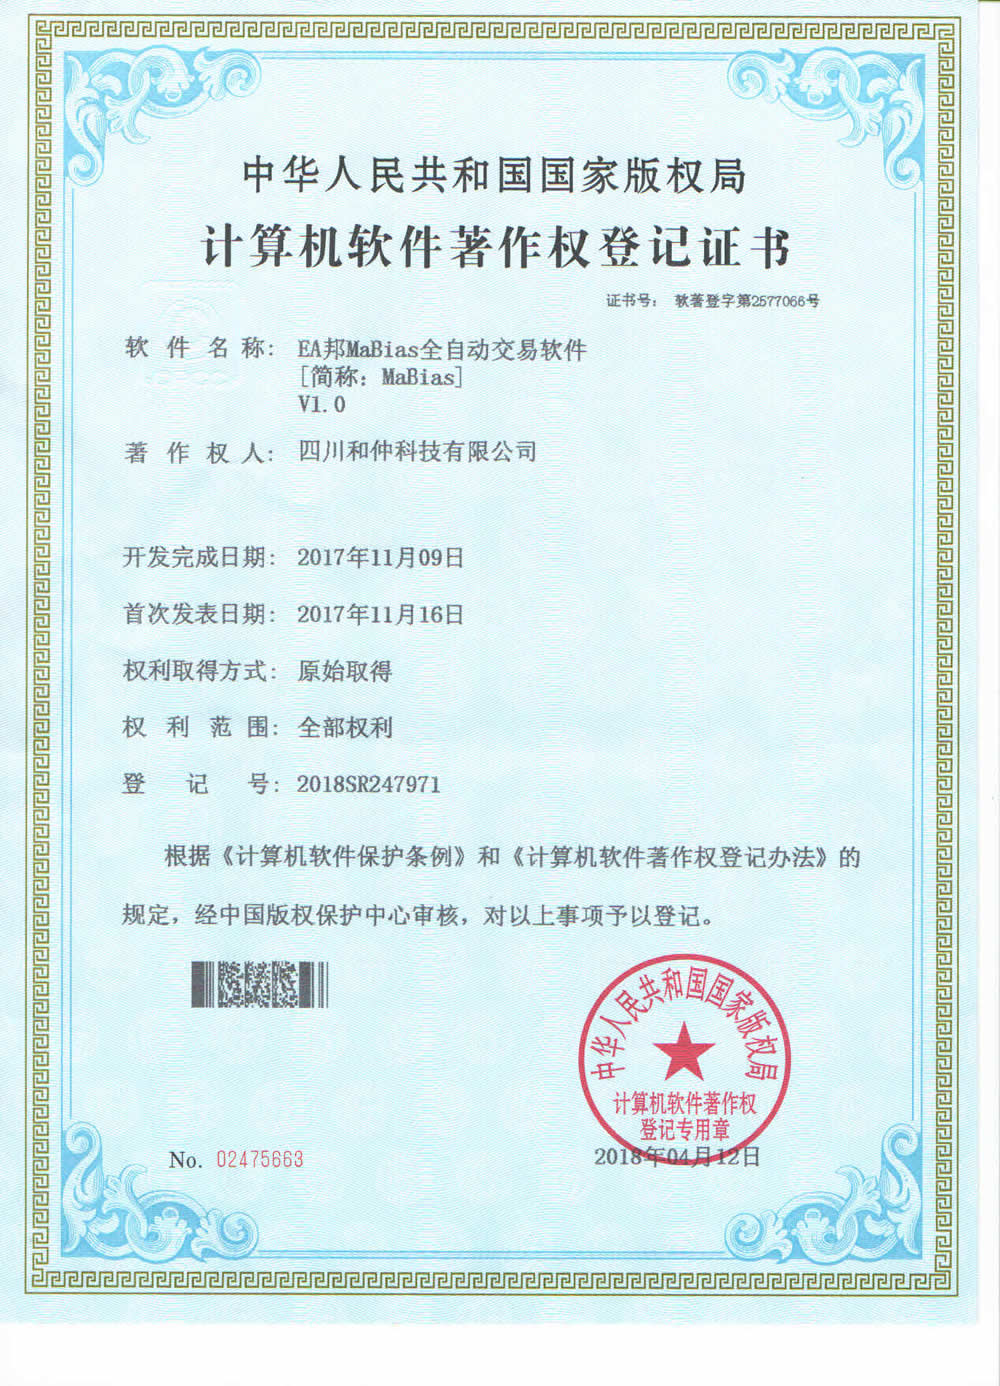 中华人民共和国国家版权局
计算机软件著作权登记证书
证书号： 软著登字第2577066号
软件名称： EA邦MaBias全自动交易软件
[简称：MaBias]
V1.0
著作权人： 四川和仲科技有限公司
开发完成日期： 2017年11月09日
首次发表日期： 2017年11月16日
权利取得方式： 原始取得
权利范围： 全部权利
登记号： 2018SR247971
根据《计算机软件保护条例》和《计算机软件著作权登记办法》的
规定，经中国版权保护中心审核，对以上事项予以登记。
中华人民共和国国家版权局
计算机软件著作权
登记专用章
No. 02475663
2018年04月12日